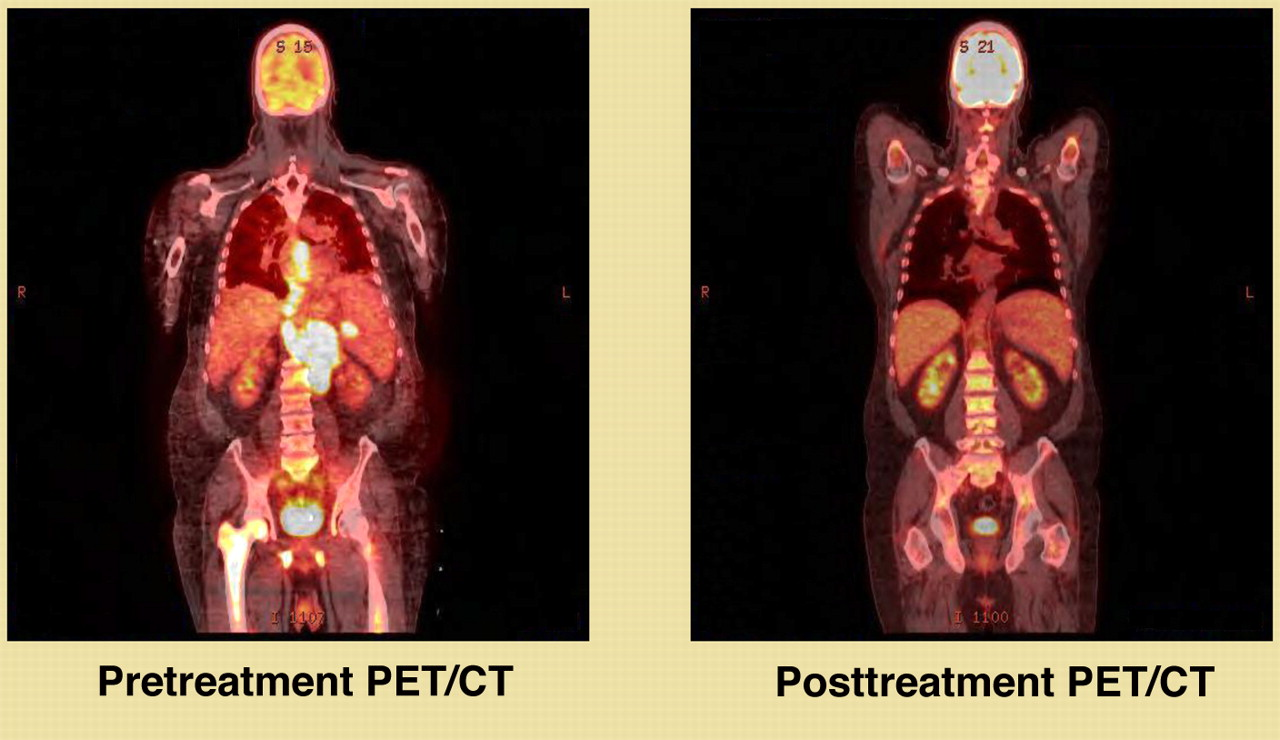 S 15
R
L
I 1107
Pretreatment PET/CT
S 21
R
L
I 1100
Posttreatment PET/CT